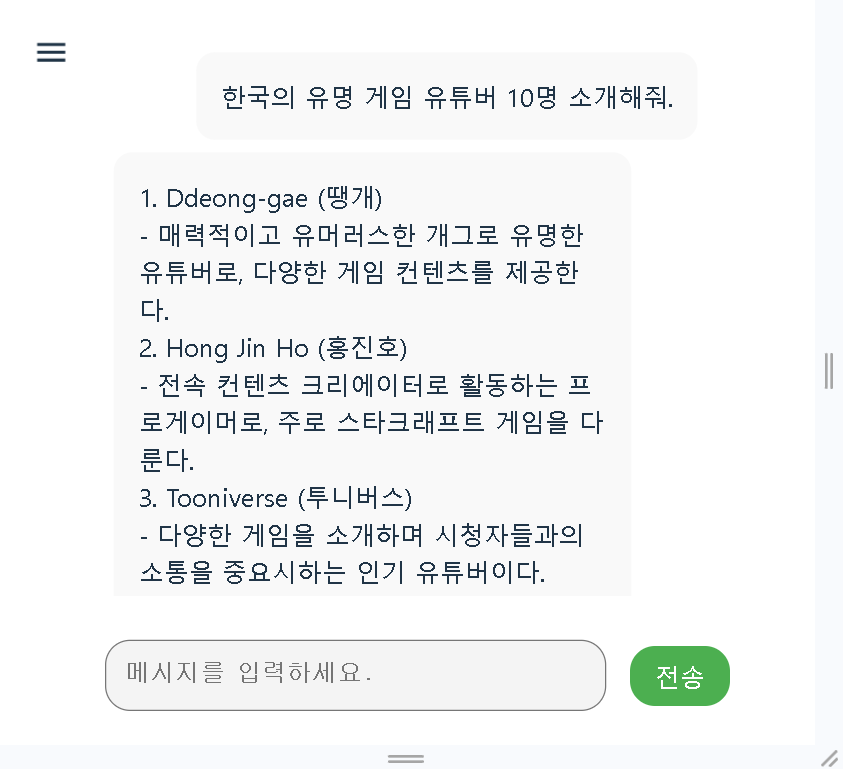 한국의 유명 게임 유튜버 10명 소개해줘.
1. Ddeong-gae (땡개)
- 매력적이고 유머러스한 개그로 유명한
유튜버로, 다양한 게임 컨텐츠를 제공한
다.
2. Hong Jin Ho (홍진호)
- 전속 컨텐츠 크리에이터로 활동하는 프
로게이머로, 주로 스타크래프트 게임을 다
룬다.
3. Tooniverse (투니버스)
- 다양한 게임을 소개하며 시청자들과의
소통을 중요시하는 인기 유튜버이다.
메시지를 입력하세요.
전송